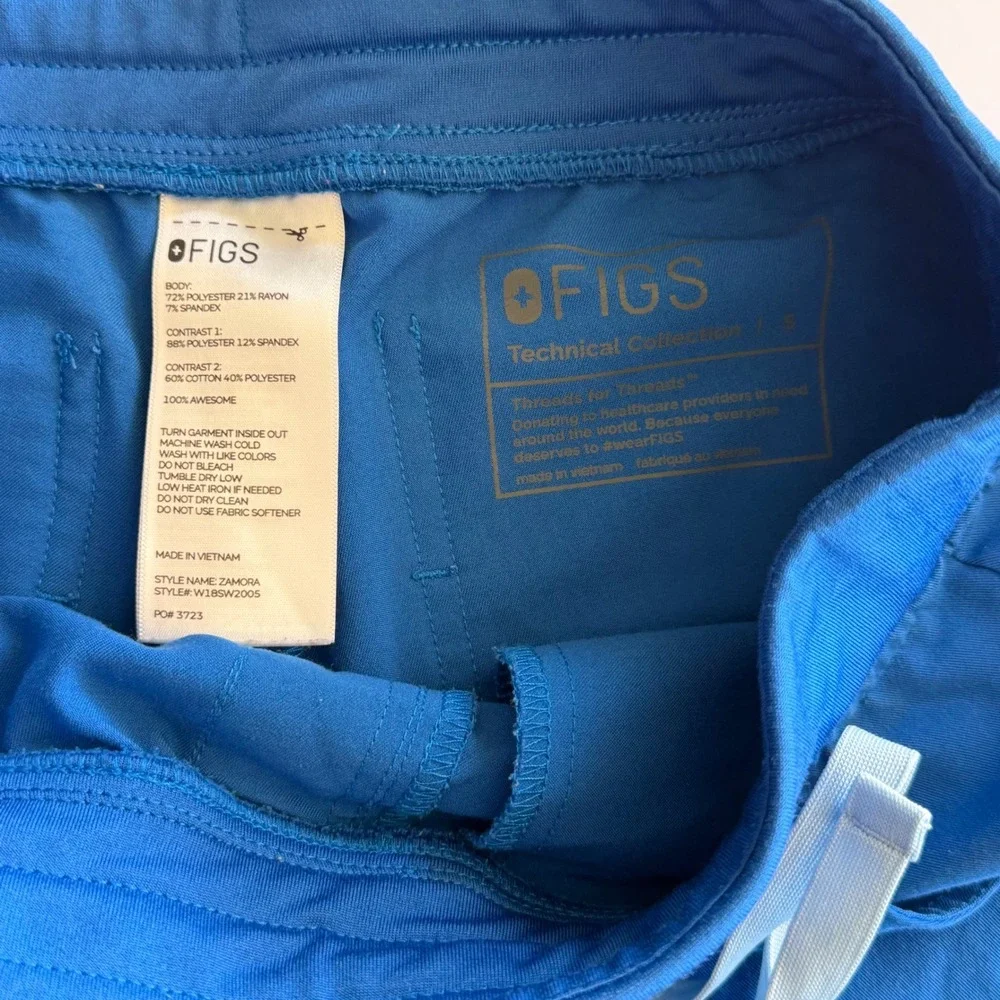 FIGS
BODY:
72% POLYESTER 21% RAYON
7% SPANDEX
CONTRAST 1:
88% POLYESTER 12% SPANDEX
CONTRAST 2:
60% COTTON 40% POLYESTER
100% AWESOME
TURN GARMENT INSIDE OUT
MACHINE WASH COLD
WASH WITH LIKE COLORS
DO NOT BLEACH
TUMBLE DRY LOW
LOW HEAT IRON IF NEEDED
DO NOT DRY CLEAN
DO NOT USE FABRIC SOFTENER
MADE IN VIETNAM
STYLE NAME: ZAMORA
STYLE#: W18SW2005
PO# 3723
FIGS
Technical Collection / S
Threads for Threads™
Donating to healthcare providers in need
around the world. Because everyone
deserves to #wearFIGS
made in vietnam fabriqué au vietnam